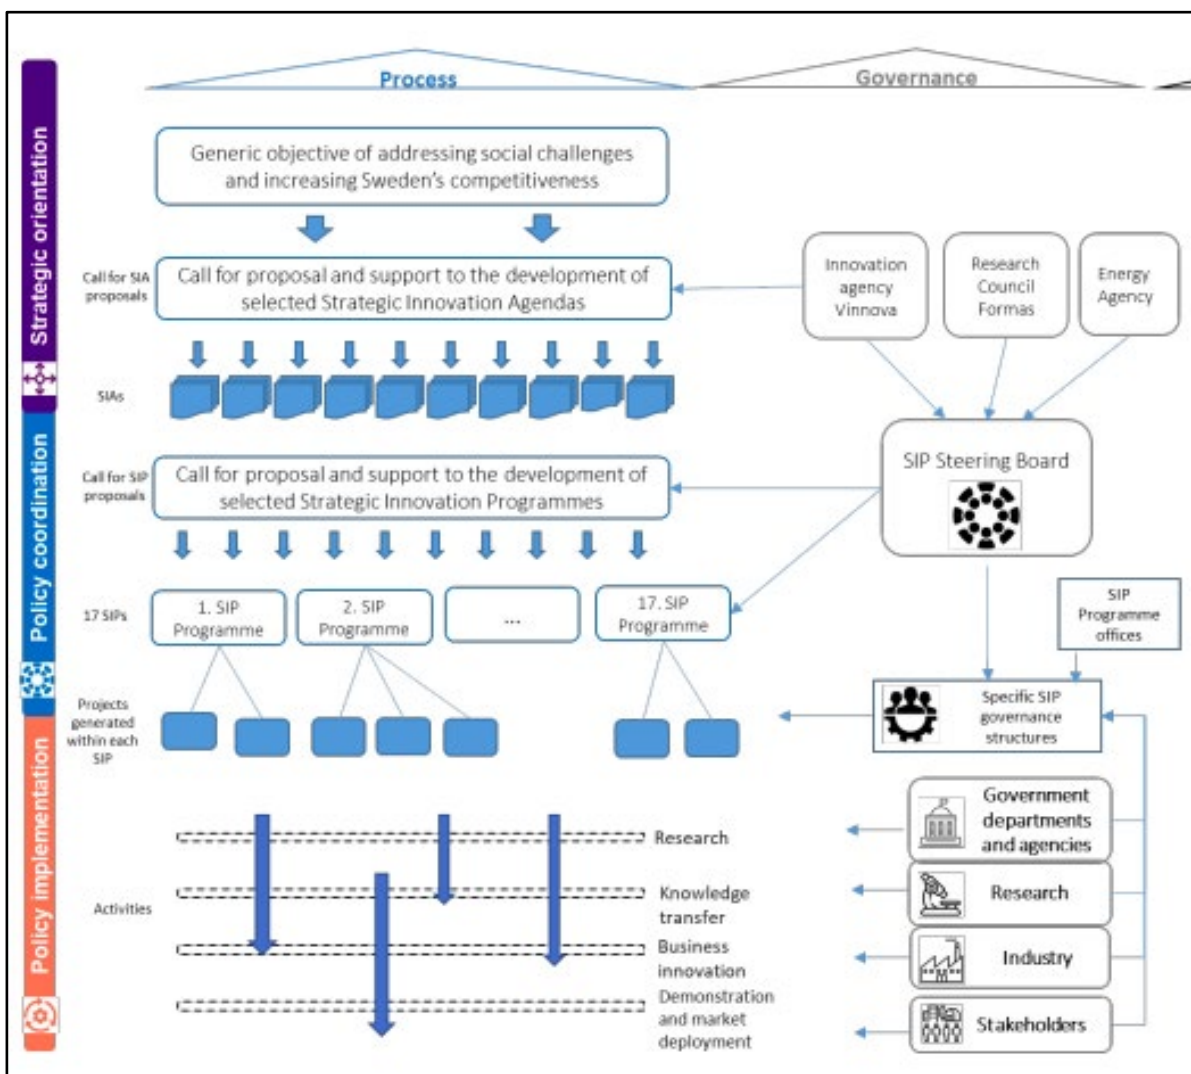 Process
Governance
Strategic orientation
Policy coordination
Policy implementation
Generic objective of addressing social challenges
and increasing Sweden's competitiveness
Call for SIA
proposals
Call for proposal and support to the development of
selected Strategic Innovation Agendas
Innovation
agency
Vinnova
Research
Council
Formas
Energy
Agency
SIAs
Call for SIP
proposals
Call for proposal and support to the development of
selected Strategic Innovation Programmes
SIP Steering Board
17 SIPs
1. SIP
Programme
2. SIP
Programme
...
17. SIP
Programme
SIP
Programme
offices
Projects
generated
within each
SIP
Specific SIP
governance
structures
Activities
Research
Knowledge
transfer
Business
innovation
Demonstration
and market
deployment
Government
departments
and agencies
Research
Industry
Stakeholders